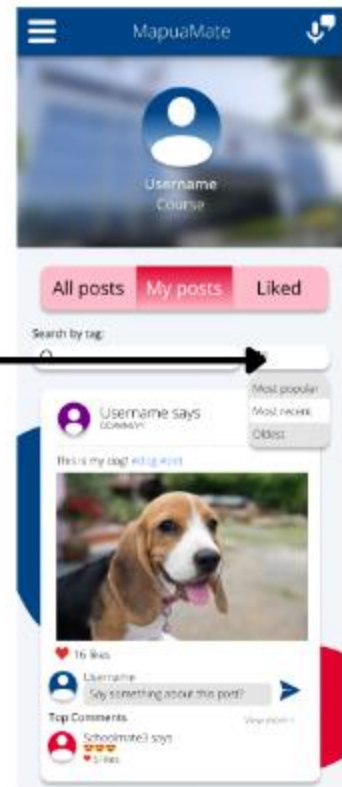 MapuaMate
Username
Course
All posts My posts Liked
Search by tag:
Most popular
Most recent
Oldest
Username says
This is my dog! #dog #pet
16 likes
Username
Say something about this post?
Top Comments
View more >
Schoolmate3 says
5 likes